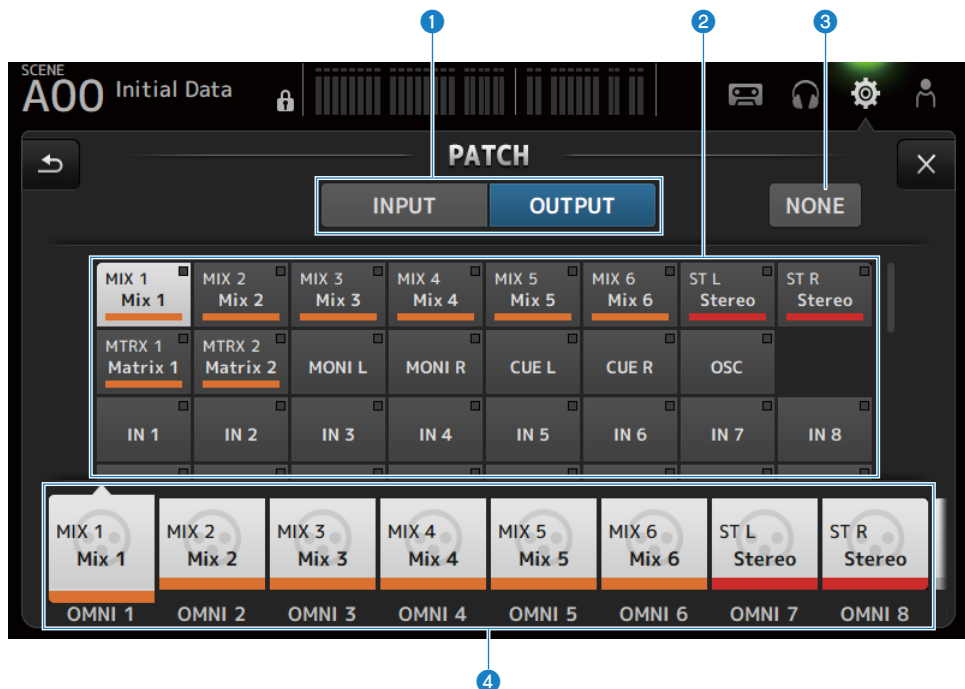 1 2 3
SCENE
A00 Initial Data
PATCH
INPUT OUTPUT NONE
MIX 1 MIX 2 MIX 3 MIX 4 MIX 5 MIX 6 ST L ST R
Mix 1 Mix 2 Mix 3 Mix 4 Mix 5 Mix 6 Stereo Stereo
MTRX 1 MTRX 2
Matrix 1 Matrix 2 MONI L MONI R CUE L CUE R OSC
IN 1 IN 2 IN 3 IN 4 IN 5 IN 6 IN 7 IN 8
MIX 1 MIX 2 MIX 3 MIX 4 MIX 5 MIX 6 ST L ST R
Mix 1 Mix 2 Mix 3 Mix 4 Mix 5 Mix 6 Stereo Stereo
OMNI 1 OMNI 2 OMNI 3 OMNI 4 OMNI 5 OMNI 6 OMNI 7 OMNI 8
4